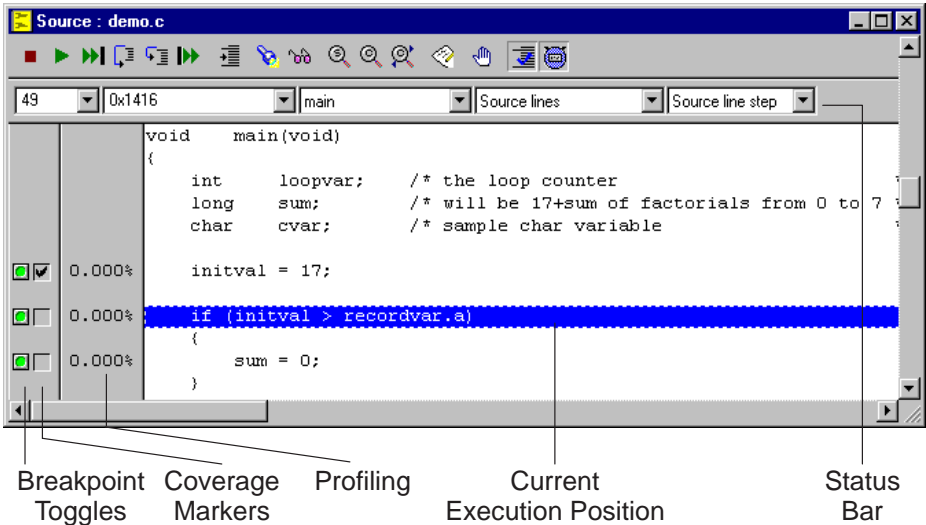 Source : demo.c
49 0x1416 main Source lines Source line step
void main(void)
{
int loopvar; /* the loop counter *
long sum; /* will be 17+sum of factorials from 0 to 7 *
char cvar; /* sample char variable *
0.000% initval = 17;
0.000% if (initval > recordvar.a)
{
0.000% sum = 0;
}
Breakpoint Toggles
Coverage Markers
Profiling
Current Execution Position
Status Bar